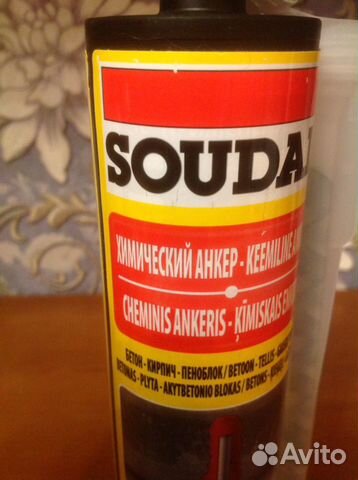 SOUDA
ХИМИЧЕСКИЙ АНКЕР - KEEMILINE
CHEMINIS ANKERIS - ĶĪMISKAIS
БЕТОН - КИРПИЧ - ПЕНОБЛОК / BETOON - TELLIS -
BETONAS - PLYTA - AKYTBETONIO BLOKAS / BETONS -
Avito